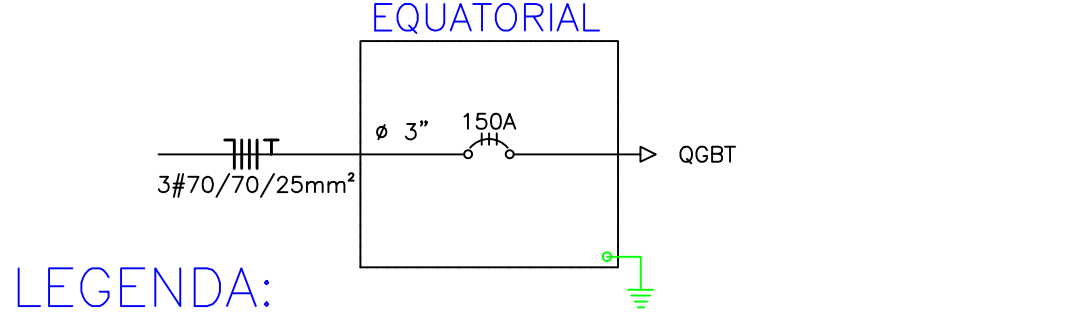 EQUATORIAL
ø 3" 150A
QGBT
3#70/70/25mm²
LEGENDA: